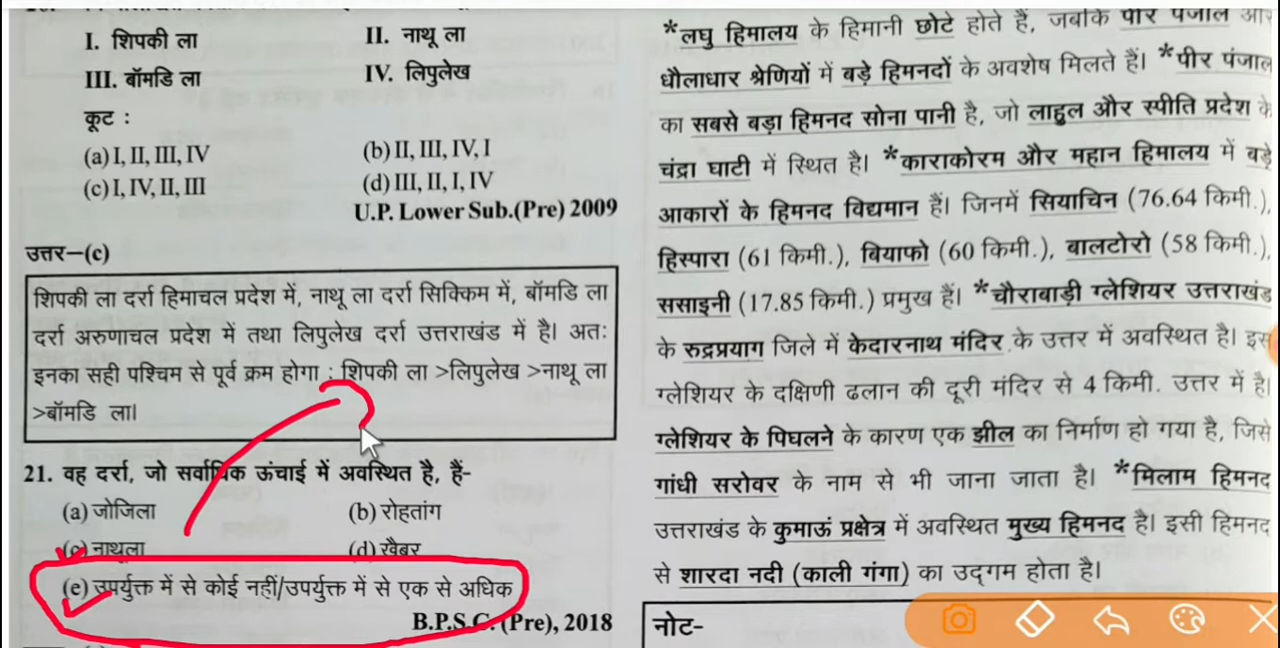 I. शिपकी ला
II. नाथू ला
III. बॉमडि ला
IV. लिपुलेख
कूट :
(a) I, II, III, IV
(b) II, III, IV, I
(c) I, IV, II, III
(d) III, II, I, IV
U.P. Lower Sub.(Pre) 2009
उत्तर–(c)
शिपकी ला दर्रा हिमाचल प्रदेश में, नाथू ला दर्रा सिक्किम में, बॉमडि ला
दर्रा अरुणाचल प्रदेश में तथा लिपुलेख दर्रा उत्तराखंड में है। अतः
इनका सही पश्चिम से पूर्व क्रम होगा : शिपकी ला >लिपुलेख >नाथू ला
>बॉमडि ला।
21. वह दर्रा, जो सर्वाधिक ऊंचाई में अवस्थित है, हैं-
(a) जोजिला
(b) रोहतांग
(c) नाथूला
(d) खैबर
(e) उपर्युक्त में से कोई नहीं/उपर्युक्त में से एक से अधिक
B.P.S.C. (Pre), 2018
*लघु हिमालय के हिमानी छोटे होते हैं, जबकि पीर पंजाल और
धौलाधार श्रेणियों में बड़े हिमनदों के अवशेष मिलते हैं। *पीर पंजाल
का सबसे बड़ा हिमनद सोना पानी है, जो लाहुल और स्पीति प्रदेश के
चंद्रा घाटी में स्थित है। *काराकोरम और महान हिमालय में बड़े
आकारों के हिमनद विद्यमान हैं। जिनमें सियाचिन (76.64 किमी.),
हिस्पारा (61 किमी.), बियाफो (60 किमी.), बालटोरो (58 किमी.),
ससाइनी (17.85 किमी.) प्रमुख हैं। *चौराबाड़ी ग्लेशियर उत्तराखंड
के रुद्रप्रयाग जिले में केदारनाथ मंदिर के उत्तर में अवस्थित है। इस
ग्लेशियर के दक्षिणी ढलान की दूरी मंदिर से 4 किमी. उत्तर में है।
ग्लेशियर के पिघलने के कारण एक झील का निर्माण हो गया है, जिसे
गांधी सरोवर के नाम से भी जाना जाता है। *मिलाम हिमनद
उत्तराखंड के कुमाऊं प्रक्षेत्र में अवस्थित मुख्य हिमनद है। इसी हिमनद
से शारदा नदी (काली गंगा) का उद्गम होता है।
नोट-